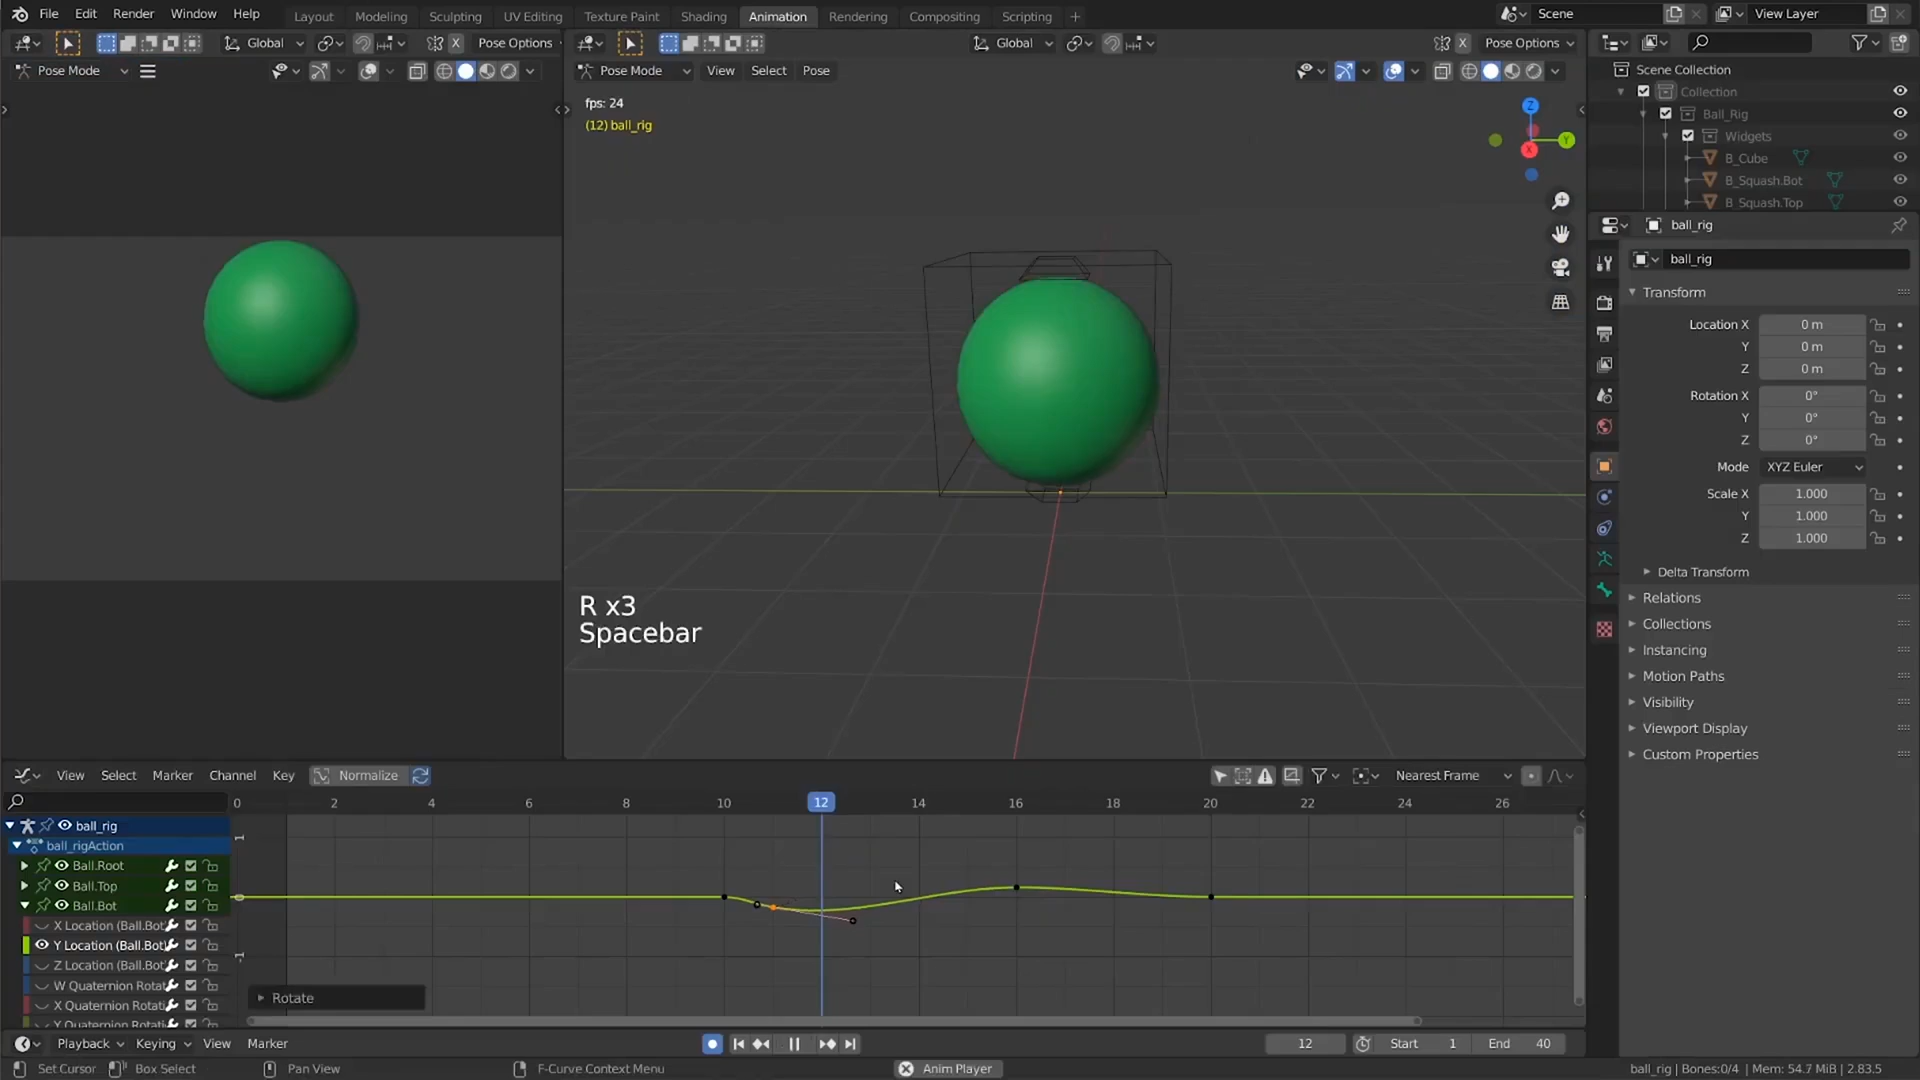 File Edit Render Window Help Layout Modeling Sculpting UV Editing Texture Paint Shading Animation Rendering Compositing Scripting + Scene View Layer
Global X Pose Options Global X Pose Options
Pose Mode Pose Mode View Select Pose
Scene Collection
Collection
Ball_Rig
Widgets
B_Cube
B_Squash.Bot
B_Squash.Top
fps: 24
(12) ball_rig
Z
Y
X
ball_rig
ball_rig
Transform
Location X 0 m
Y 0 m
Z 0 m
Rotation X 0°
Y 0°
Z 0°
Mode XYZ Euler
Scale X 1.000
Y 1.000
Z 1.000
Delta Transform
Relations
Collections
Instancing
Motion Paths
Visibility
Viewport Display
Custom Properties
R x3
Spacebar
View Select Marker Channel Key Normalize Nearest Frame
0 2 4 6 8 10 12 14 16 18 20 22 24 26
ball_rig
ball_rigAction
Ball.Root
Ball.Top
Ball.Bot
X Location (Ball.Bot)
Y Location (Ball.Bot)
Z Location (Ball.Bot)
W Quaternion Rotati
X Quaternion Rotati
Y Quaternion Rotati
1
0
-1
Rotate
Playback Keying View Marker 12 Start 1 End 40
Set Cursor Box Select Pan View F-Curve Context Menu Anim Player ball_rig | Bones:0/4 | Mem: 54.7 MiB | 2.83.5